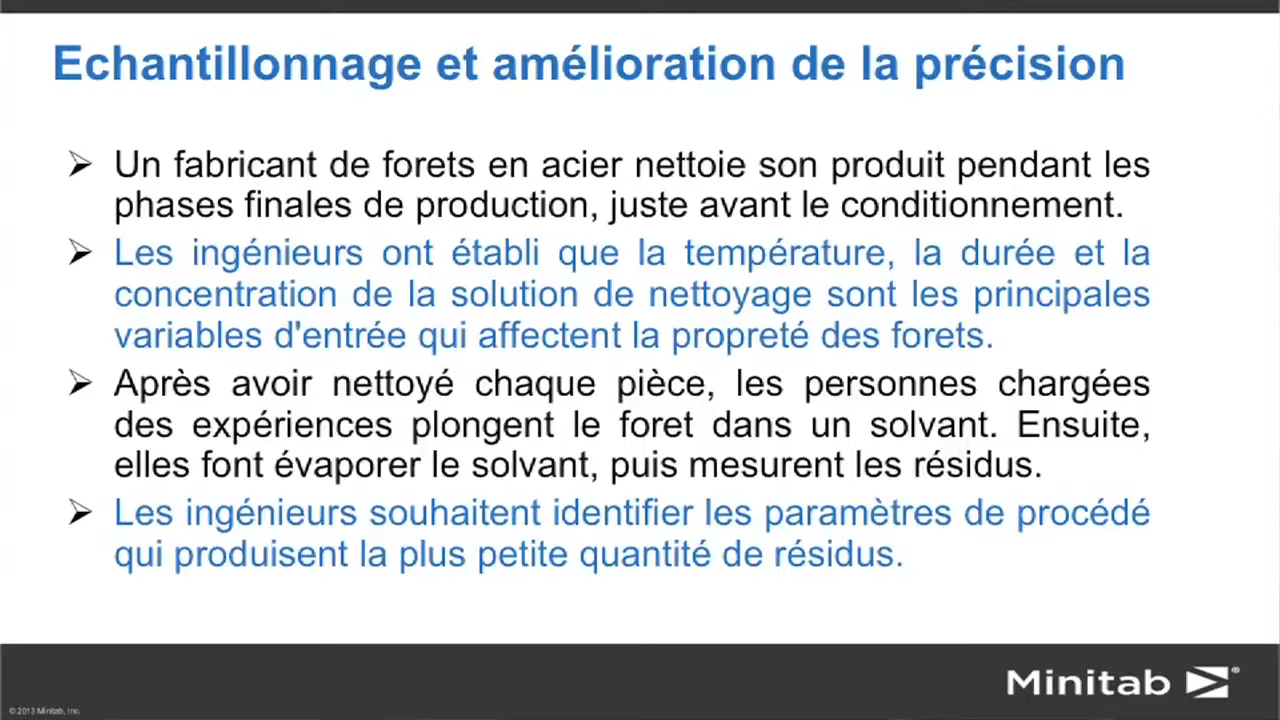 Echantillonnage et amélioration de la précision
Un fabricant de forets en acier nettoie son produit pendant les
phases finales de production, juste avant le conditionnement.
Les ingénieurs ont établi que la température, la durée et la
concentration de la solution de nettoyage sont les principales
variables d'entrée qui affectent la propreté des forets.
Après avoir nettoyé chaque pièce, les personnes chargées
des expériences plongent le foret dans un solvant. Ensuite,
elles font évaporer le solvant, puis mesurent les résidus.
Les ingénieurs souhaitent identifier les paramètres de procédé
qui produisent la plus petite quantité de résidus.
Minitab ®
© 2013 Minitab, Inc.